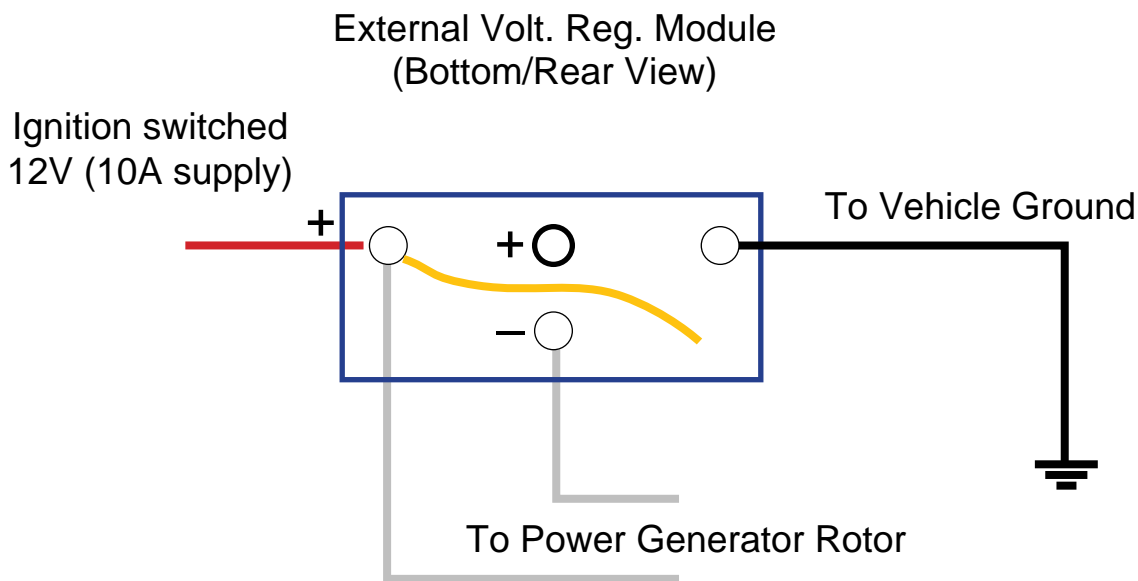 External Volt. Reg. Module
(Bottom/Rear View)
Ignition switched
12V (10A supply)
To Vehicle Ground
+
+
−
To Power Generator Rotor